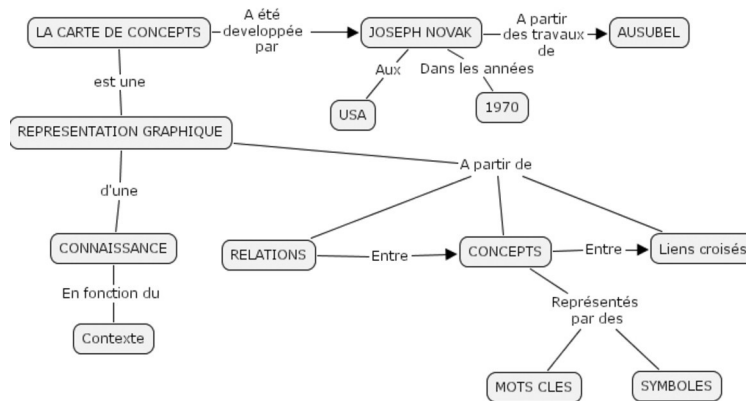 A été
developpée
par
LA CARTE DE CONCEPTS
JOSEPH NOVAK
A partir
des travaux
de
AUSUBEL
Aux
Dans les années
est une
USA
1970
REPRESENTATION GRAPHIQUE
A partir de
d'une
CONNAISSANCE
RELATIONS
Entre
CONCEPTS
Entre
Liens croisés
En fonction du
Représentés
par des
Contexte
MOTS CLES
SYMBOLES